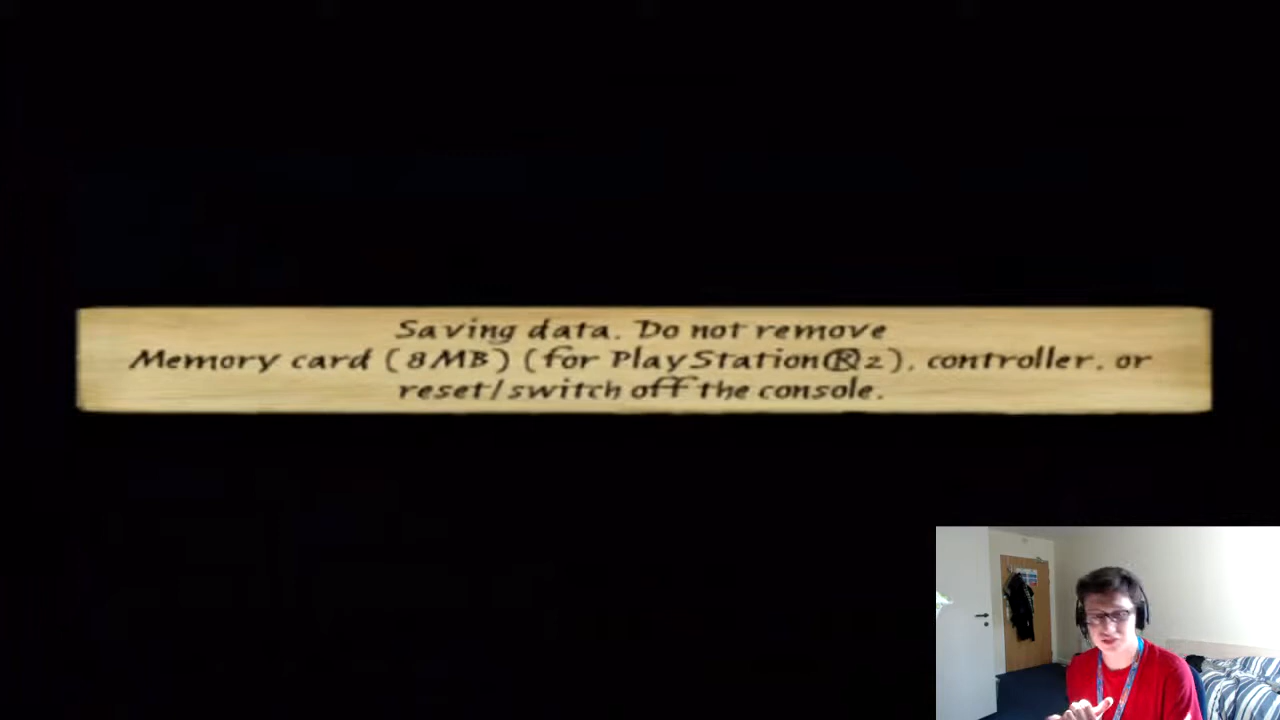 Saving data. Do not remove
Memory card (8MB) (for PlayStation®2), controller, or
reset/switch off the console.